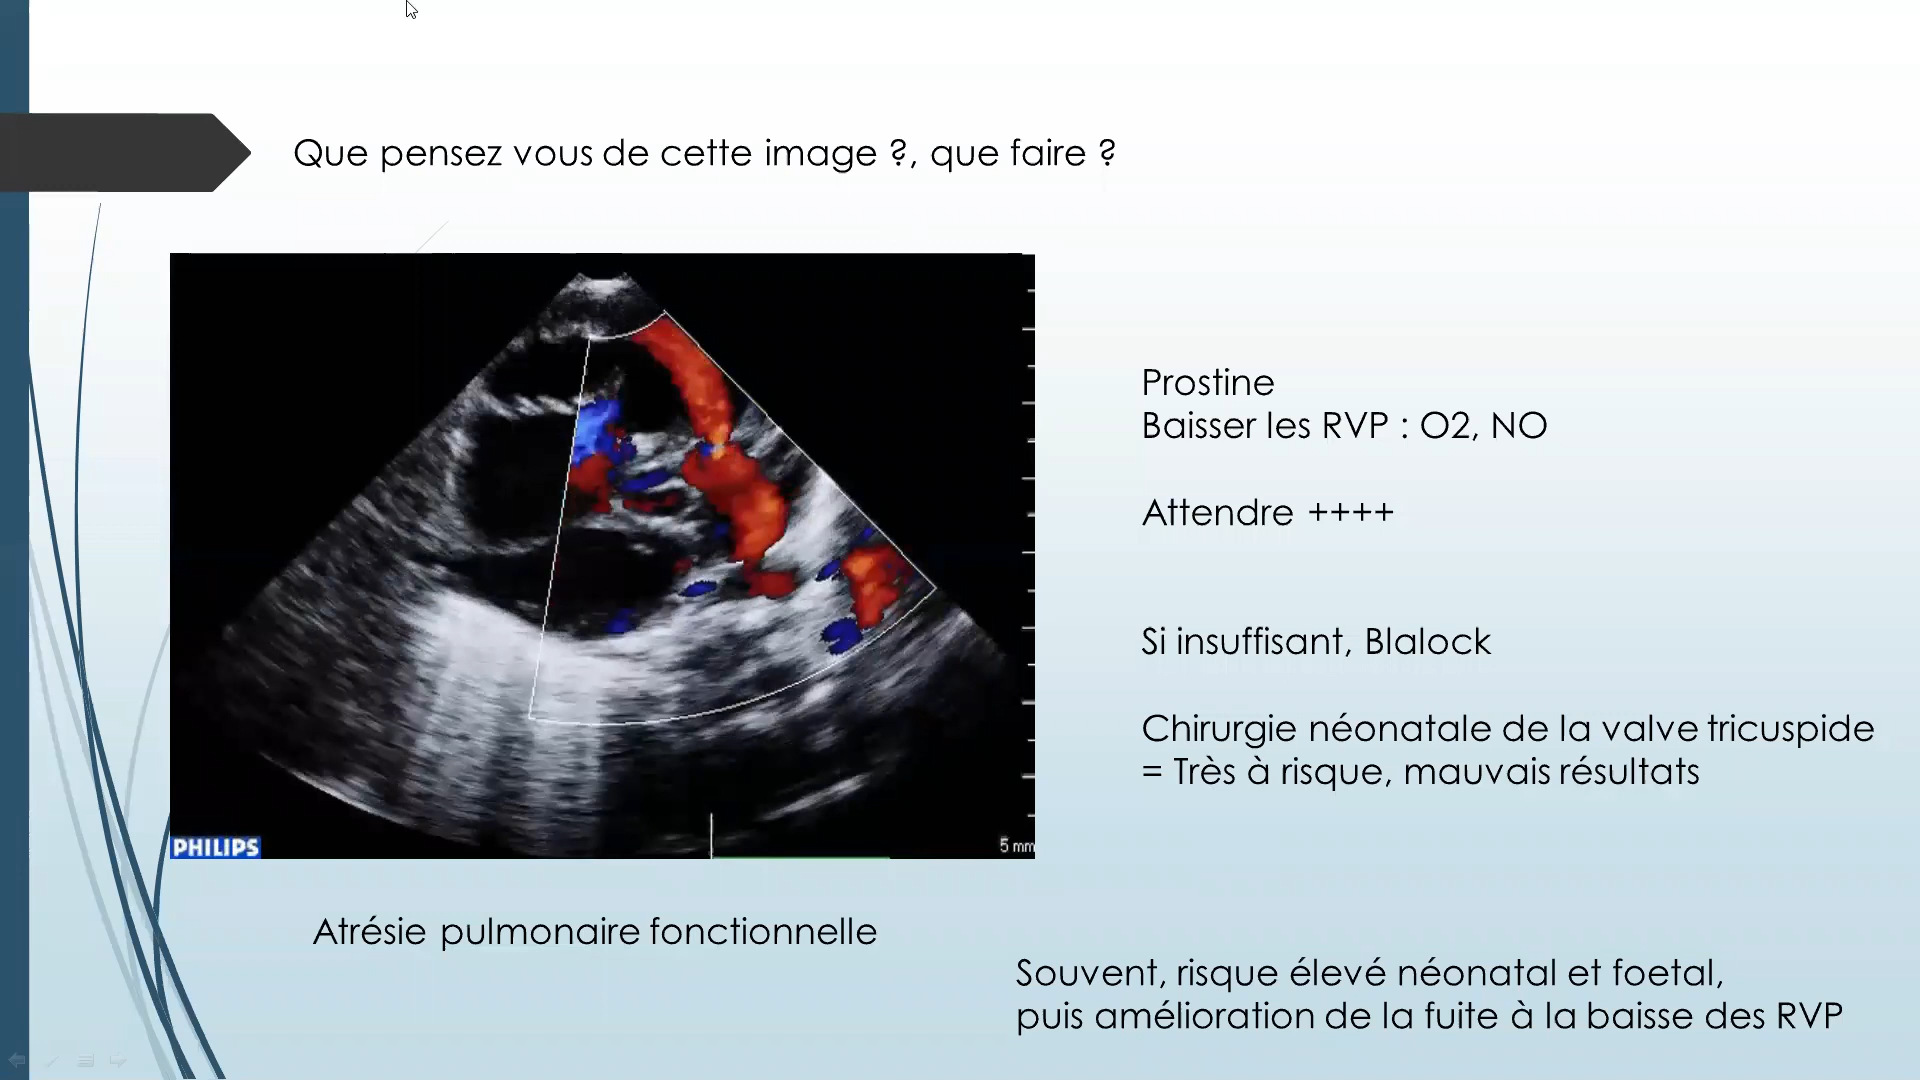 Que pensez vous de cette image ?, que faire ?
Prostine
Baisser les RVP : O2, NO
Attendre ++++
Si insuffisant, Blalock
Chirurgie néonatale de la valve tricuspide
= Très à risque, mauvais résultats
PHILIPS
5 mm
Atrésie pulmonaire fonctionnelle
Souvent, risque élevé néonatal et foetal,
puis amélioration de la fuite à la baisse des RVP